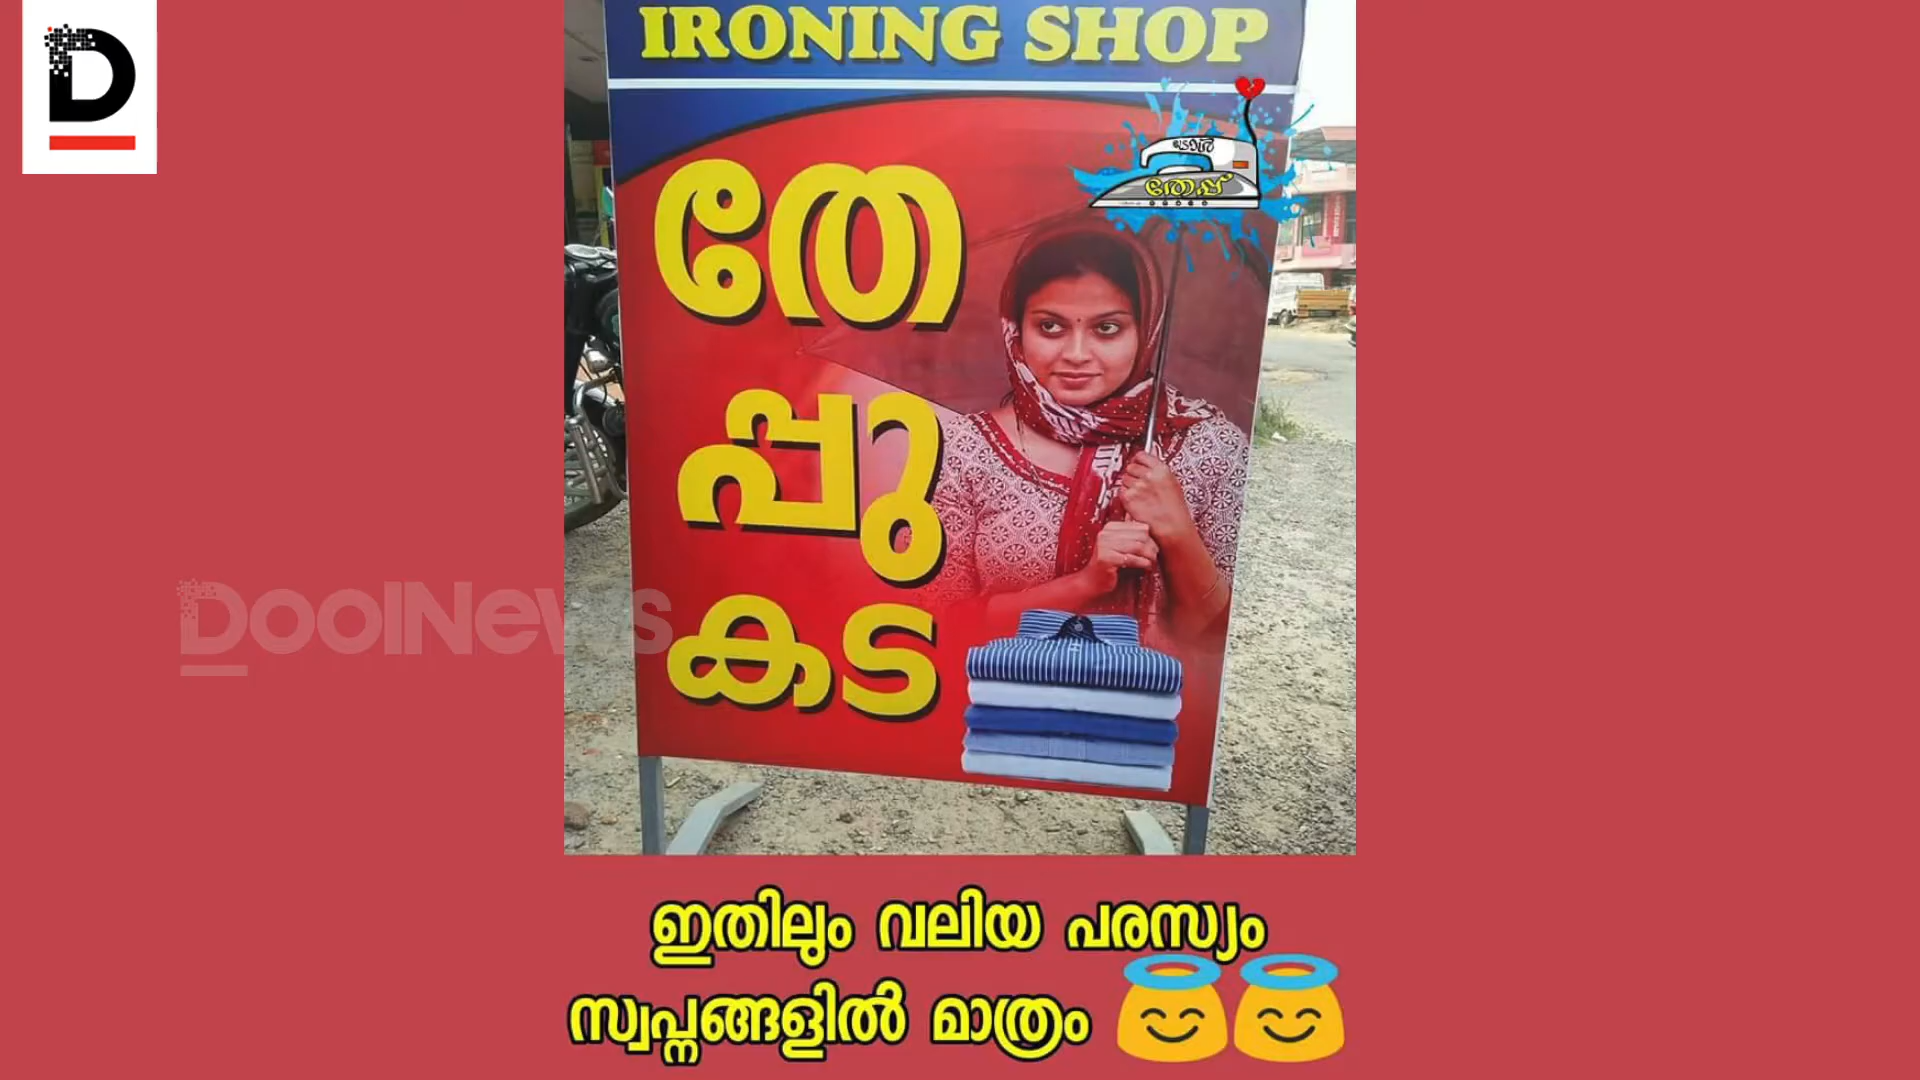 D
IRONING SHOP
ട്രോൾ
തേപ്പ്
തേ
പ്പു
കട
DoolNews
ഇതിലും വലിയ പരസ്യം
സ്വപ്നങ്ങളിൽ മാത്രം